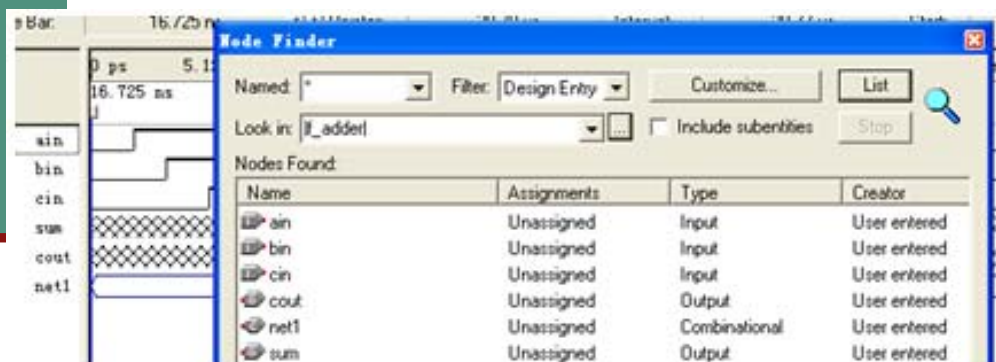 e Bar: 16.725 n
Node Finder
0 ps 5.1
16.725 ns
Named: * Filter: Design Entry Customize... List
Look in: |f_adder| ... Include subentities Stop
Nodes Found:
Name Assignments Type Creator
ain
bin
cin
sum
cout
net1
ain Unassigned Input User entered
bin Unassigned Input User entered
cin Unassigned Input User entered
cout Unassigned Output User entered
net1 Unassigned Combinational User entered
sum Unassigned Output User entered